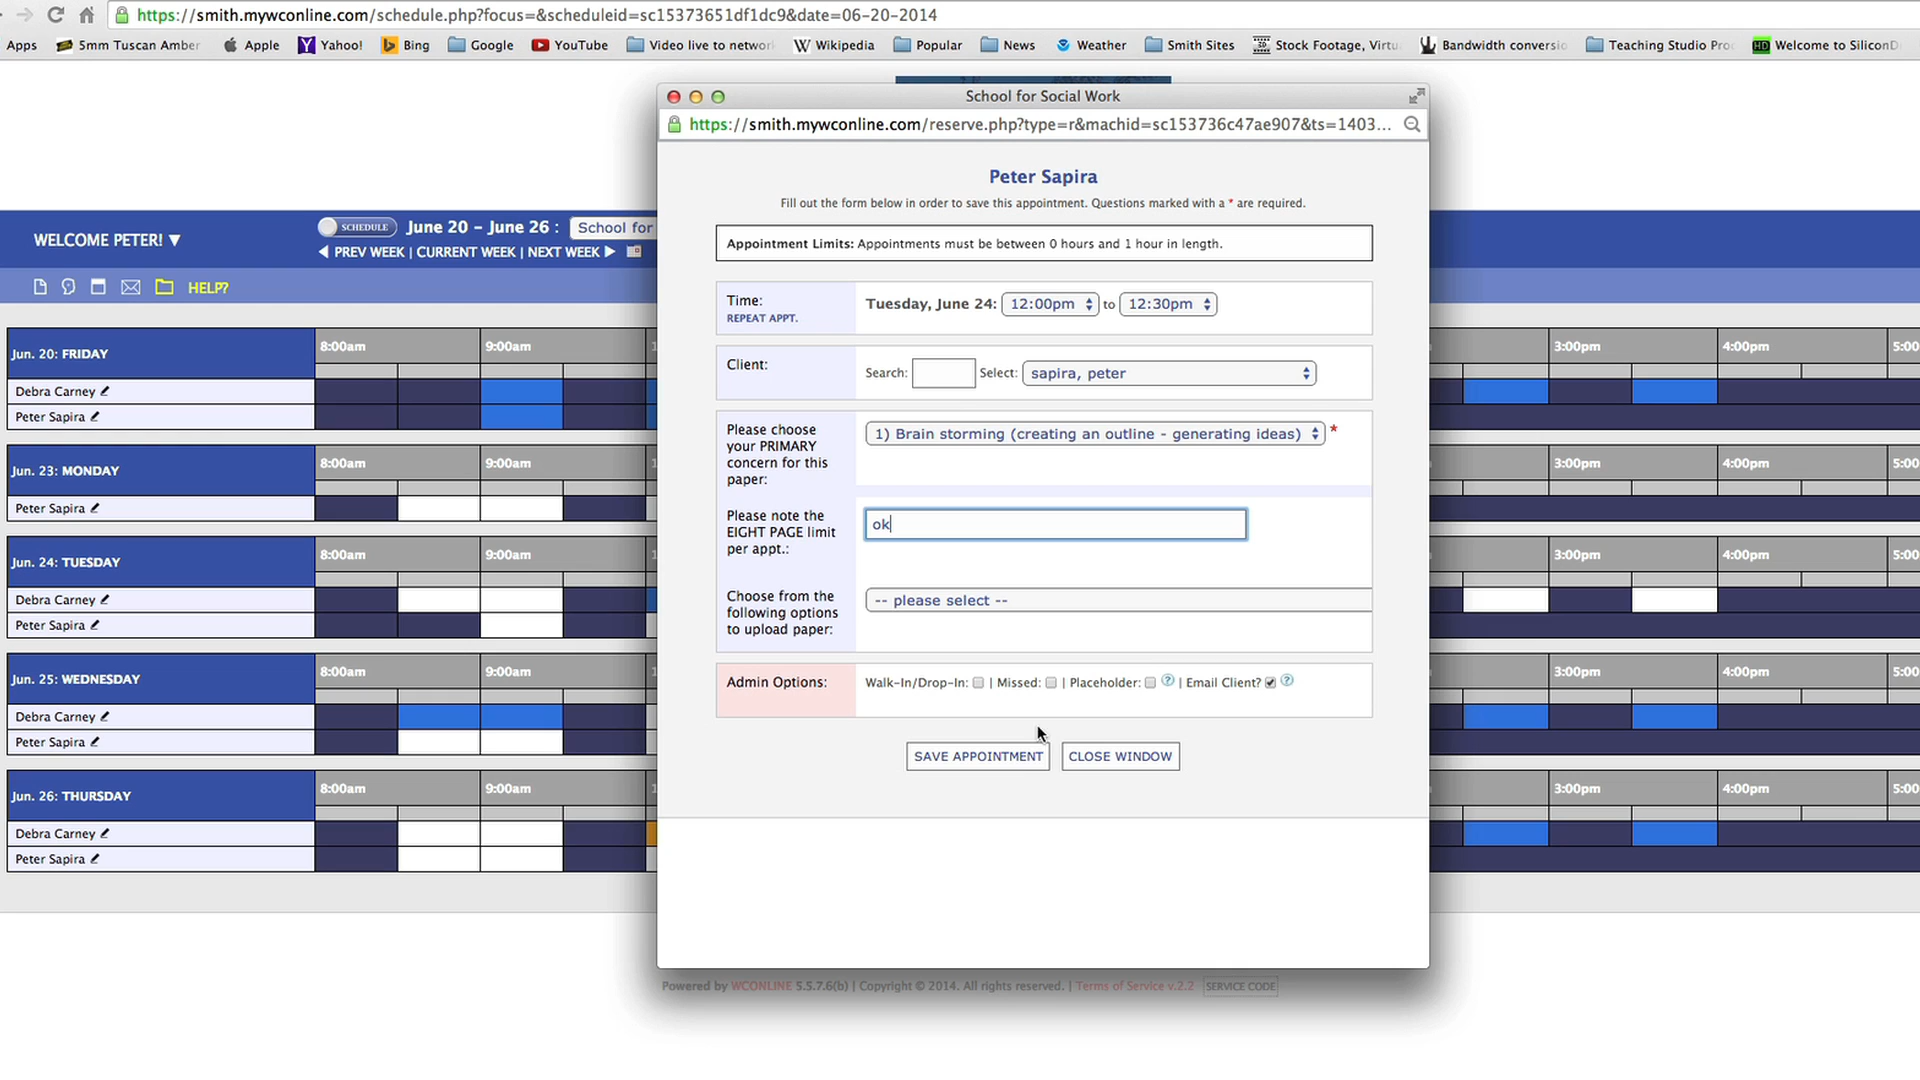 https://smith.mywconline.com/schedule.php?focus=&scheduleid=sc15373651df1dc9&date=06-20-2014
Apps 5mm Tuscan Amber Apple Yahoo! Bing Google YouTube Video live to networ Wikipedia Popular News Weather Smith Sites Stock Footage, Virtu Bandwidth conversio Teaching Studio Pro Welcome to SiliconD
School for Social Work
https://smith.mywconline.com/reserve.php?type=r&machid=sc153736c47ae907&ts=1403...
Peter Sapira
Fill out the form below in order to save this appointment. Questions marked with a * are required.
Appointment Limits: Appointments must be between 0 hours and 1 hour in length.
Time:
REPEAT APPT.
Tuesday, June 24: 12:00pm to 12:30pm
Client:
Search: Select: sapira, peter
Please choose
your PRIMARY
concern for this
paper:
1) Brain storming (creating an outline - generating ideas) *
Please note the
EIGHT PAGE limit
per appt.:
ok
Choose from the
following options
to upload paper:
-- please select --
Admin Options:
Walk-In/Drop-In: | Missed: | Placeholder: ? | Email Client? ?
SAVE APPOINTMENT CLOSE WINDOW
WELCOME PETER! ▼
SCHEDULE June 20 - June 26 : School for
◀ PREV WEEK | CURRENT WEEK | NEXT WEEK ▶
HELP?
Jun. 20: FRIDAY 8:00am 9:00am 1 3:00pm 4:00pm 5:00
Debra Carney
Peter Sapira
Jun. 23: MONDAY 8:00am 9:00am 1 3:00pm 4:00pm 5:00
Peter Sapira
Jun. 24: TUESDAY 8:00am 9:00am 1 3:00pm 4:00pm 5:00
Debra Carney
Peter Sapira
Jun. 25: WEDNESDAY 8:00am 9:00am 1 3:00pm 4:00pm 5:00
Debra Carney
Peter Sapira
Jun. 26: THURSDAY 8:00am 9:00am 1 3:00pm 4:00pm 5:00
Debra Carney
Peter Sapira
Powered by WCONLINE 5.5.7.6(b) | Copyright © 2014. All rights reserved. | Terms of Service v.2.2 SERVICE CODE